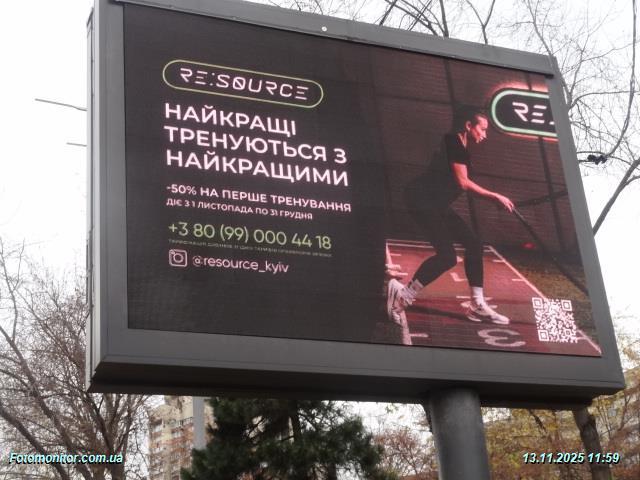 RE:SOURCE
НАЙКРАЩІ
ТРЕНУЮТЬСЯ З
НАЙКРАЩИМИ
-50% НА ПЕРШЕ ТРЕНУВАННЯ
ДІЄ З 1 ЛИСТОПАДА ПО 31 ГРУДНЯ
+3 80 (99) 000 44 18
@resource_kyiv
RE:
3
Fotomonitor.com.ua
13.11.2025 11:59